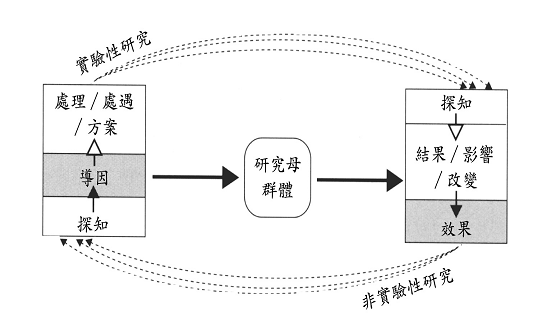 實驗性研究
處理/處遇
/方案
導因
探知
研究母
群體
探知
結果/影響
/改變
效果
非實驗性研究